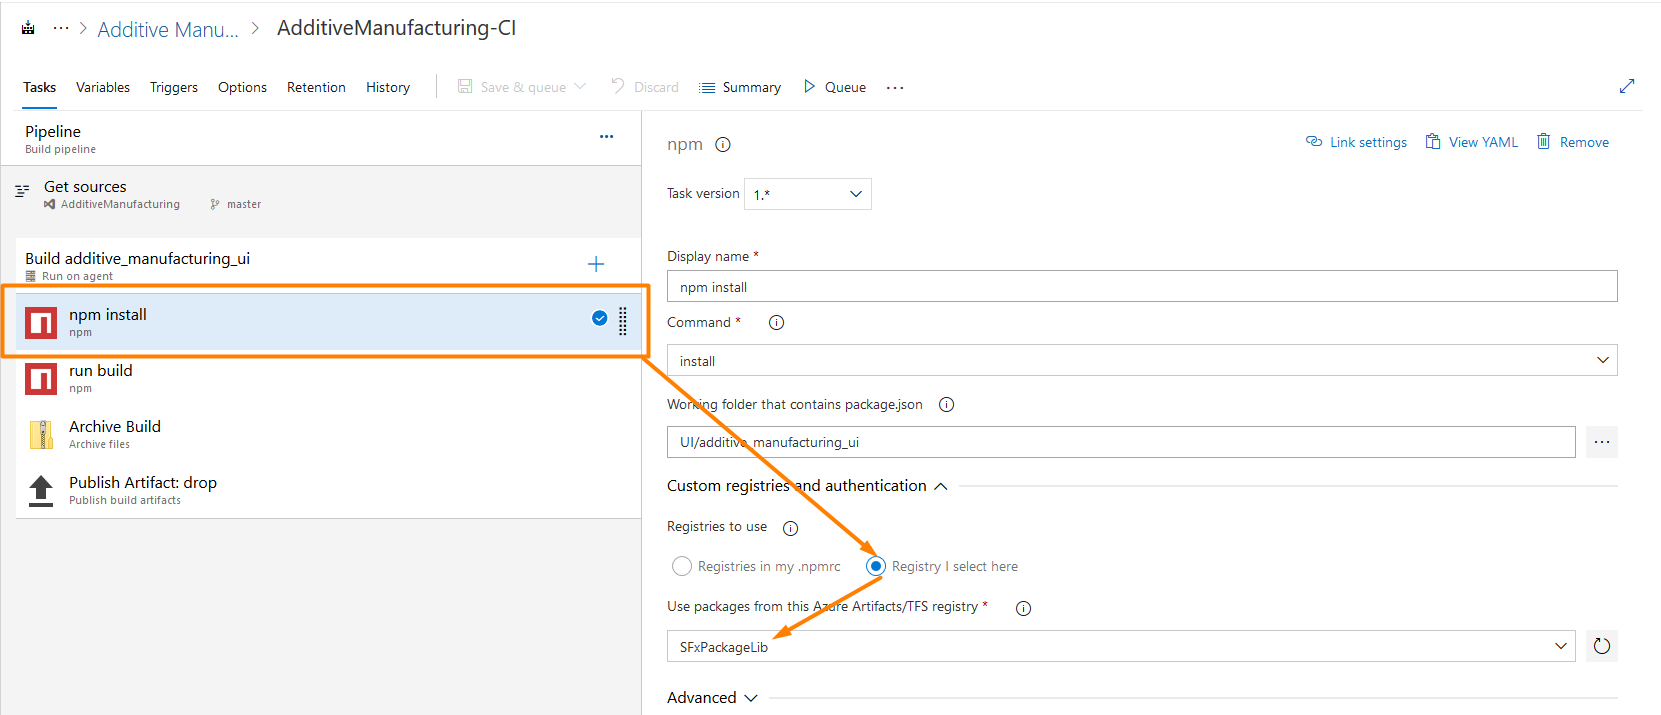 ··· > Additive Manu... > AdditiveManufacturing-CI
Tasks Variables Triggers Options Retention History Save & queue Discard Summary Queue ···
Pipeline ···
Build pipeline
Get sources
AdditiveManufacturing master
Build additive_manufacturing_ui
Run on agent
npm install
npm
run build
npm
Archive Build
Archive files
Publish Artifact: drop
Publish build artifacts
npm Link settings View YAML Remove
Task version 1.*
Display name *
npm install
Command *
install
Working folder that contains package.json
UI/additive_manufacturing_ui ···
Custom registries and authentication
Registries to use
Registries in my .npmrc Registry I select here
Use packages from this Azure Artifacts/TFS registry *
SFxPackageLib
Advanced